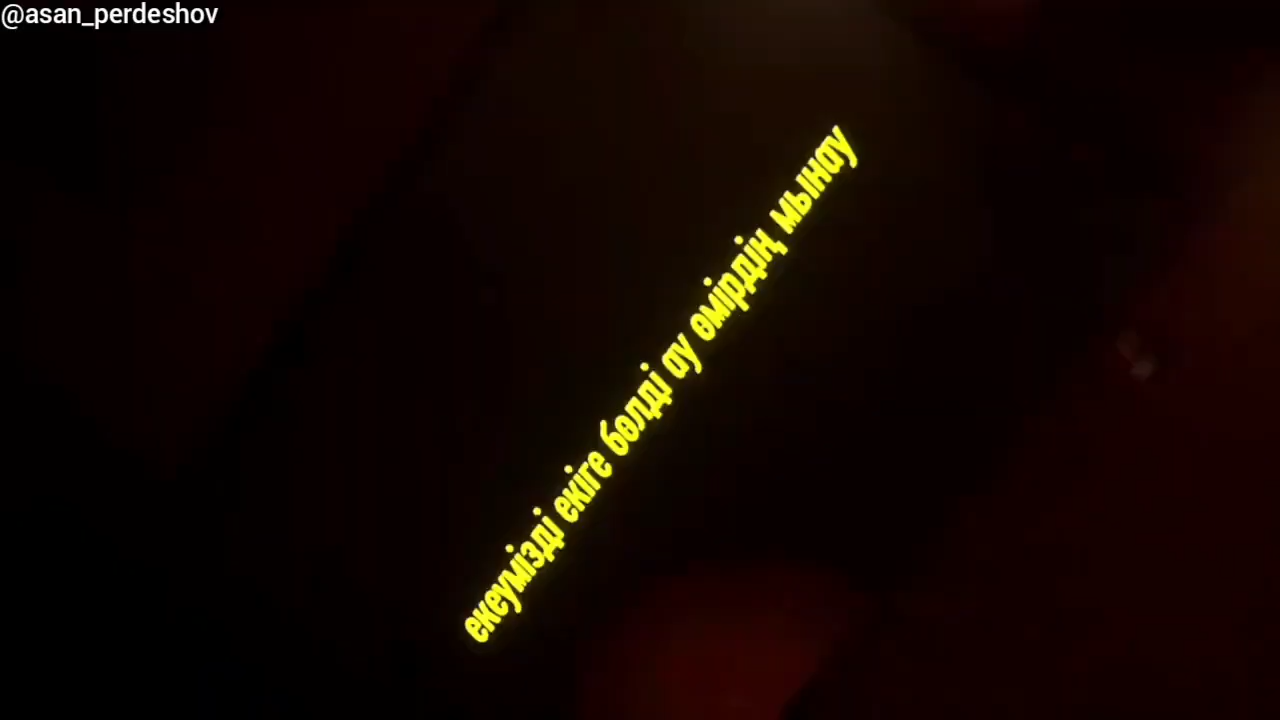 @asan_perdeshov
екеумізді екіге бөлді ау өмірдің мынау